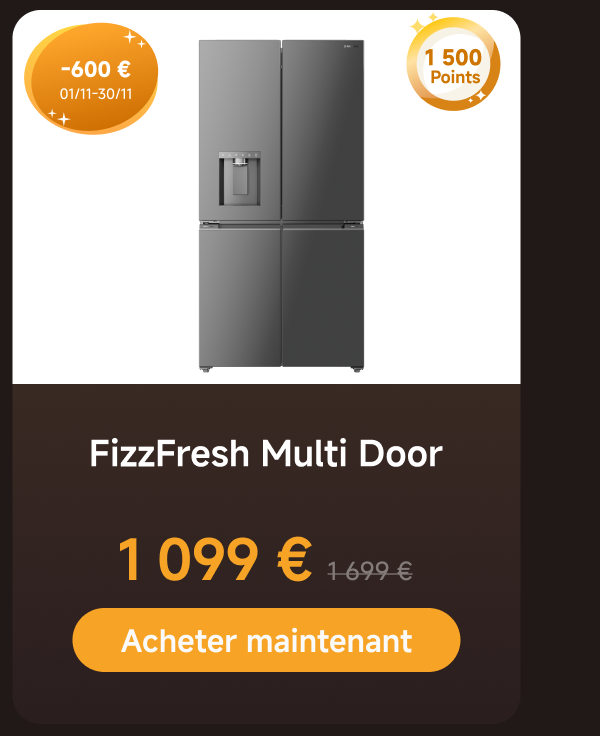 -600 €
01/11-30/11
1 500
Points
FizzFresh Multi Door
1 099 € 1 699 €
Acheter maintenant